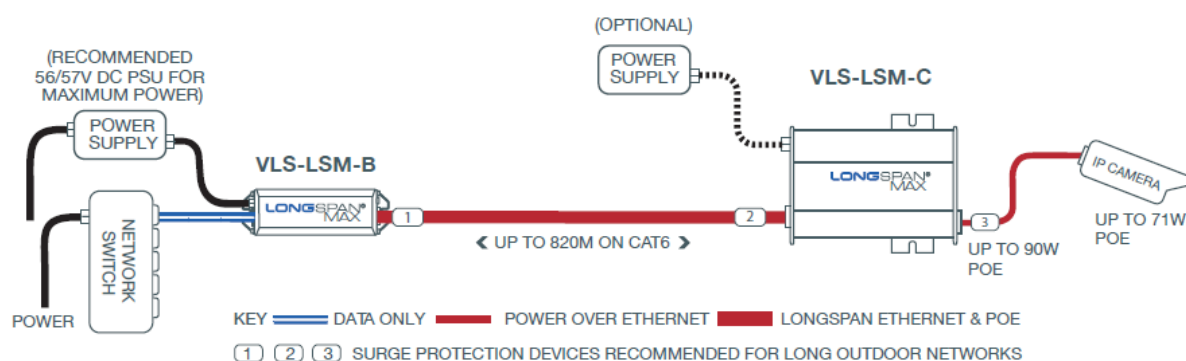 (RECOMMENDED
56/57V DC PSU FOR
MAXIMUM POWER)
POWER
SUPPLY
(OPTIONAL)
POWER
SUPPLY
VLS-LSM-C
VLS-LSM-B
LONGSPAN®
MAX
LONGSPAN®
MAX
IP CAMERA
NETWORK
SWITCH
1
2
3
< UP TO 820M ON CAT6 >
UP TO 90W
POE
UP TO 71W
POE
POWER
KEY DATA ONLY POWER OVER ETHERNET LONGSPAN ETHERNET & POE
1 2 3 SURGE PROTECTION DEVICES RECOMMENDED FOR LONG OUTDOOR NETWORKS